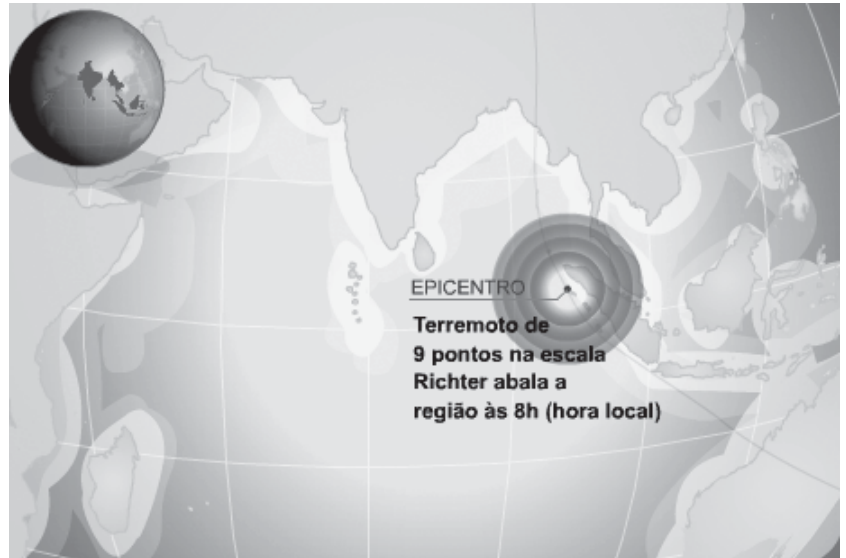 EPICENTRO
Terremoto de
9 pontos na escala
Richter abala a
região às 8h (hora local)